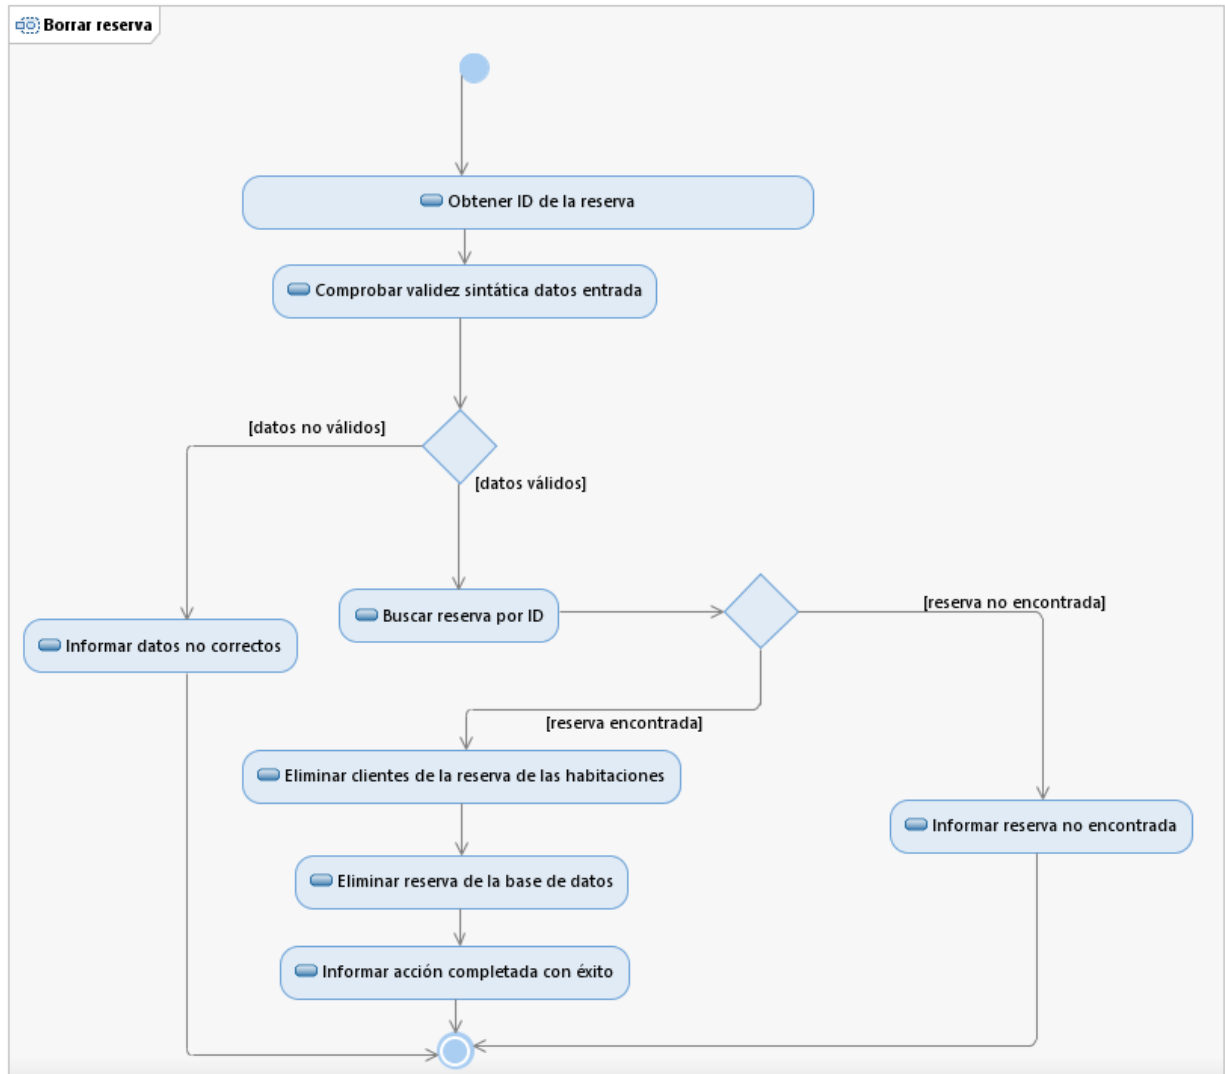 Borrar reserva
Obtener ID de la reserva
Comprobar validez sintática datos entrada
[datos no válidos]
[datos válidos]
[reserva no encontrada]
Buscar reserva por ID
Informar datos no correctos
[reserva encontrada]
Eliminar clientes de la reserva de las habitaciones
Informar reserva no encontrada
Eliminar reserva de la base de datos
Informar acción completada con éxito